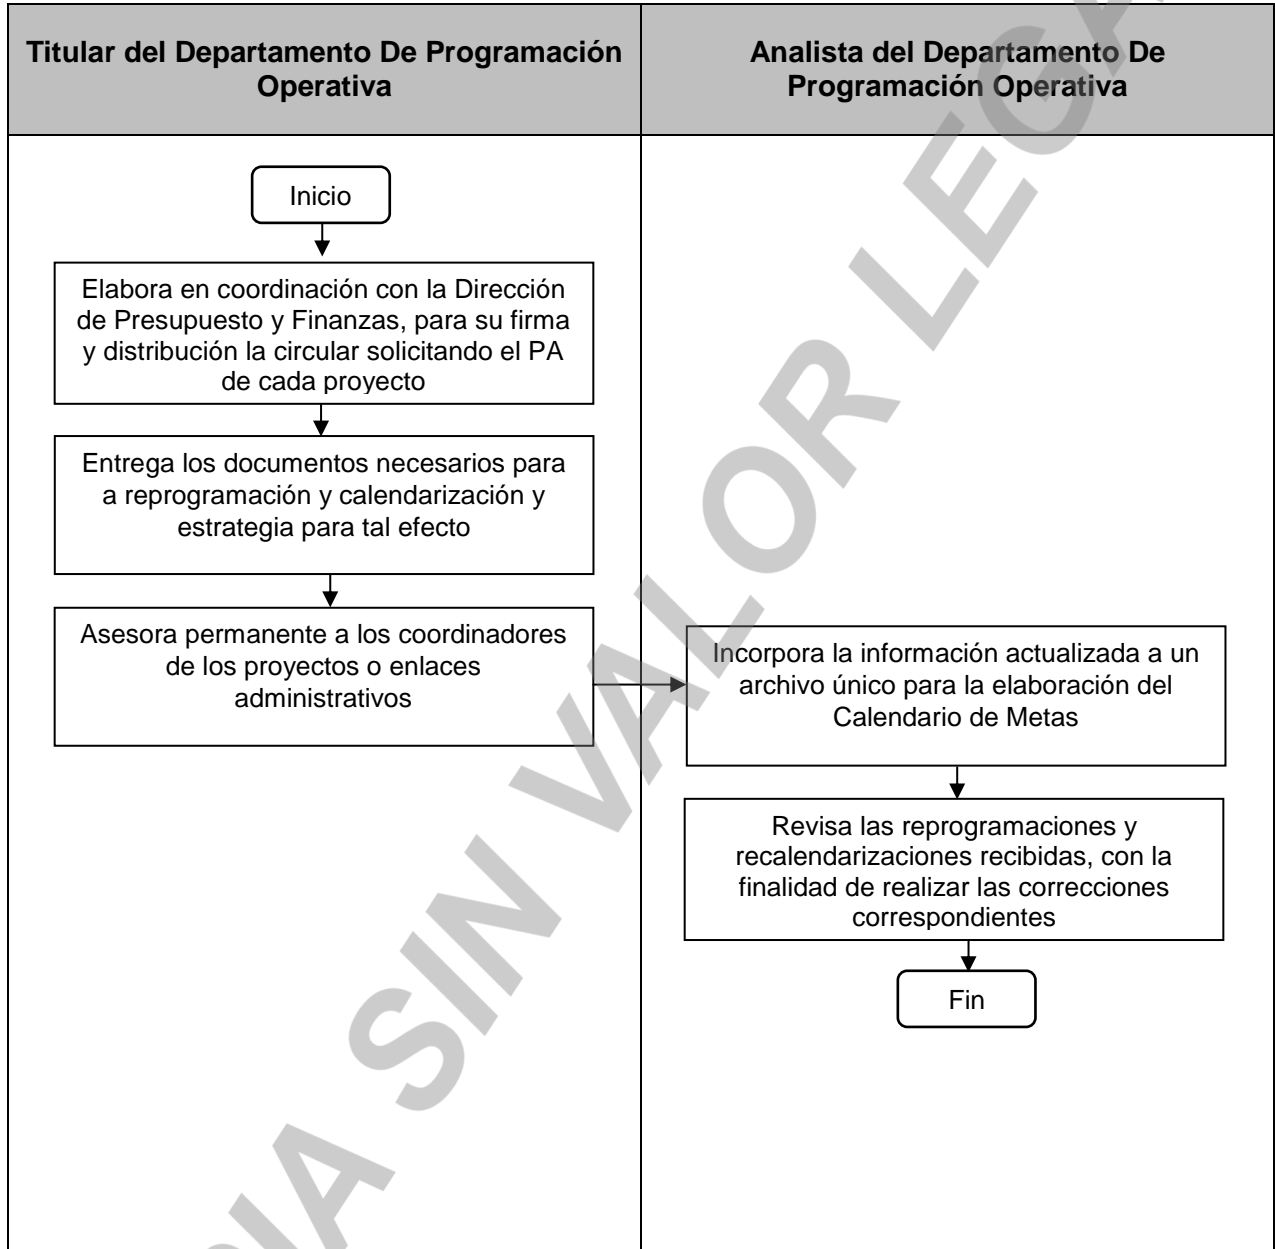 Titular del Departamento De Programación
Operativa
Analista del Departamento De
Programación Operativa
Inicio
Elabora en coordinación con la Dirección
de Presupuesto y Finanzas, para su firma
y distribución la circular solicitando el PA
de cada proyecto
Entrega los documentos necesarios para
a reprogramación y calendarización y
estrategia para tal efecto
Asesora permanente a los coordinadores
de los proyectos o enlaces
administrativos
Incorpora la información actualizada a un
archivo único para la elaboración del
Calendario de Metas
Revisa las reprogramaciones y
recalendarizaciones recibidas, con la
finalidad de realizar las correcciones
correspondientes
Fin
SIN VALOR